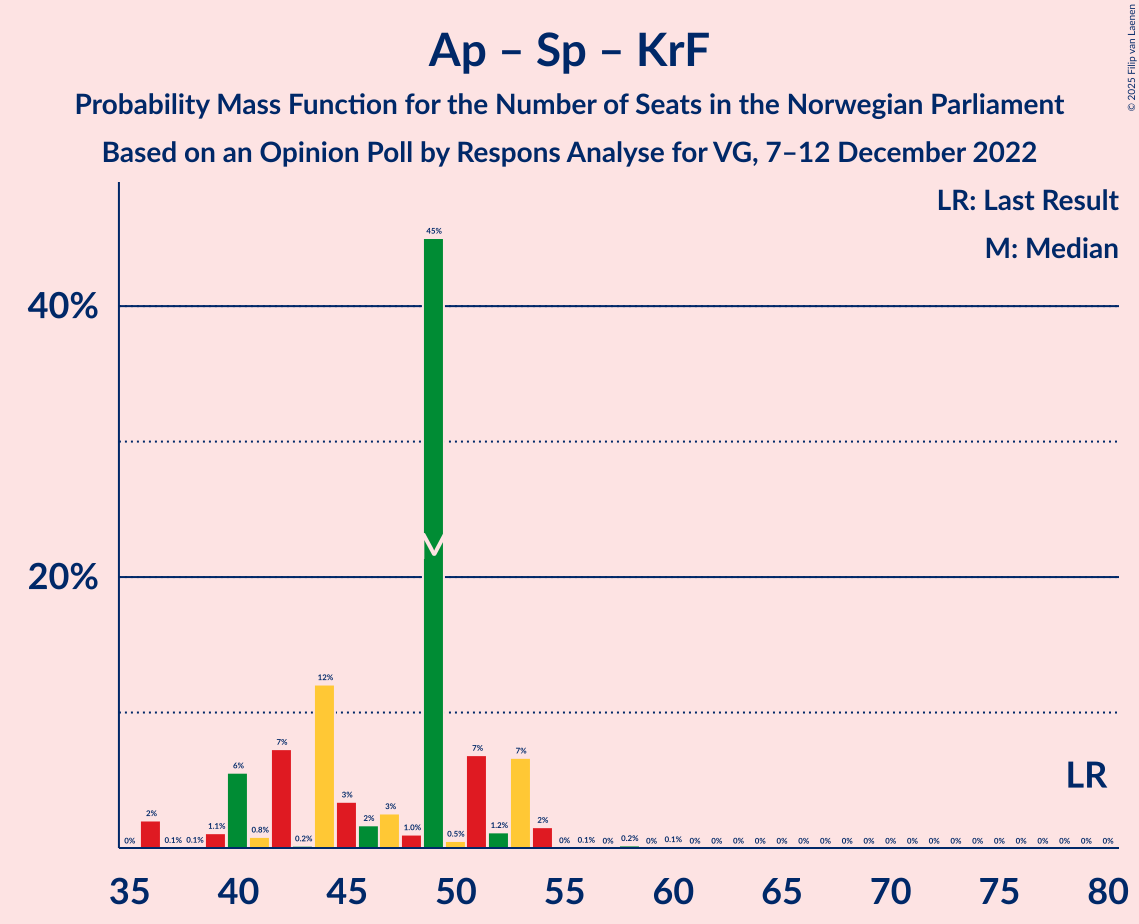 Ap – Sp – KrF
Probability Mass Function for the Number of Seats in the Norwegian Parliament
Based on an Opinion Poll by Respons Analyse for VG, 7–12 December 2022
© 2025 Filip van Laenen
LR: Last Result
M: Median
40%
20%
0% 2% 0.1% 0.1% 1.1% 6% 0.8% 7% 0.2% 12% 3% 2% 3% 1.0% 45% 0.5% 7% 1.2% 7% 2% 0% 0.1% 0% 0.2% 0% 0.1% 0% 0% 0% 0% 0% 0% 0% 0% 0% 0% 0% 0% 0% 0% 0% 0% 0% 0% 0% 0%
M
LR
35 40 45 50 55 60 65 70 75 80